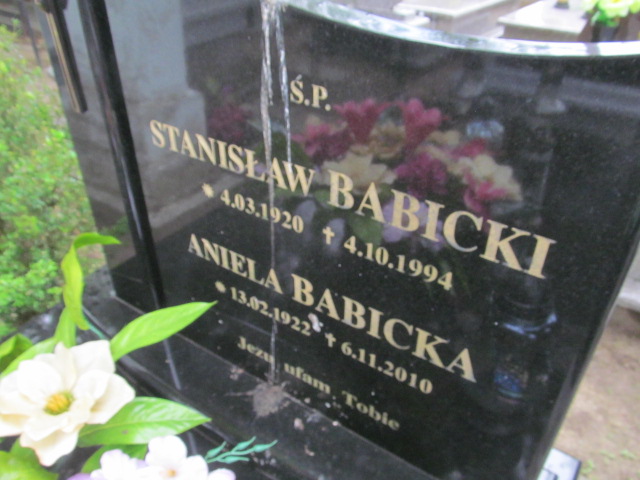 Ś.P.
STANISŁAW BABICKI
* 4.03.1920 † 4.10.1994
ANIELA BABICKA
* 13.02.1922 † 6.11.2010
Jezu ufam Tobie